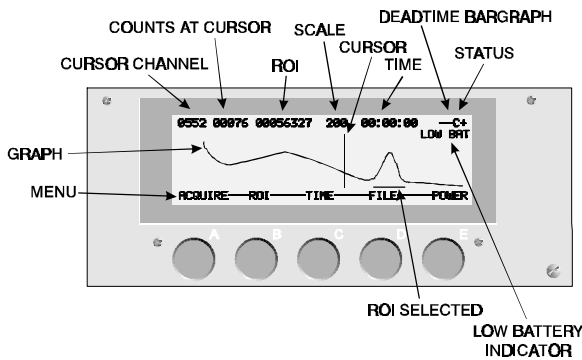 COUNTS AT CURSOR
SCALE
DEADTIME BARGRAPH
CURSOR CHANNEL
ROI
CURSOR
TIME
STATUS
0552 00076 00056327 200 00:00:00 C+
LOW BAT
GRAPH
MENU
ACQUIRE ROI TIME FILE POWER
A B C D E
ROI SELECTED
LOW BATTERY
INDICATOR